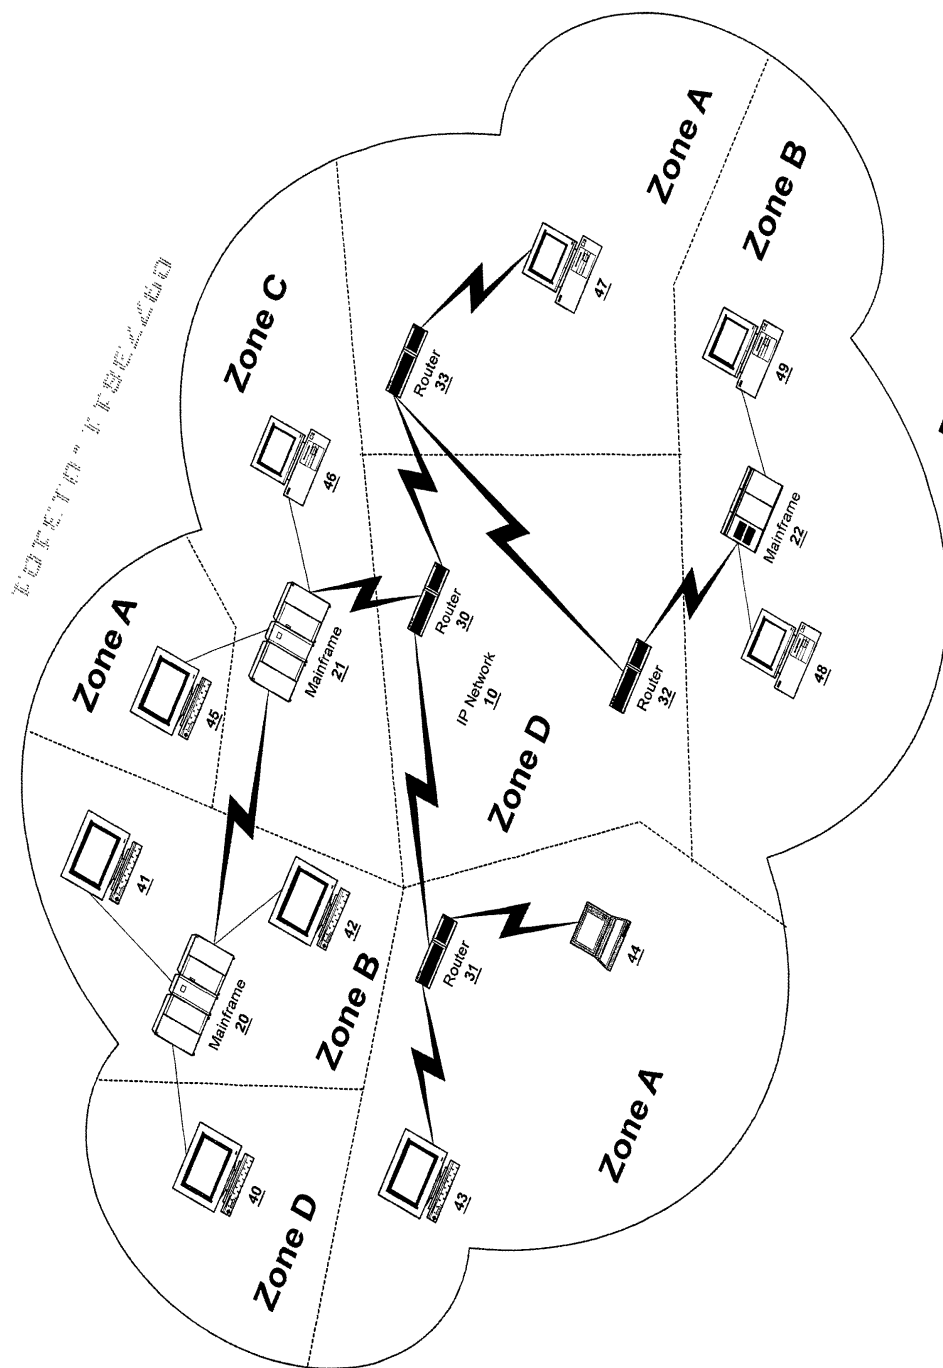 Zone D
40
Mainframe
20
41
42
Zone B
Zone A
45
Mainframe
21
46
Zone C
43
Router
31
44
Zone A
Router
30
IP Network
10
Zone D
Router
32
Router
33
47
Zone A
48
Mainframe
22
49
Zone B